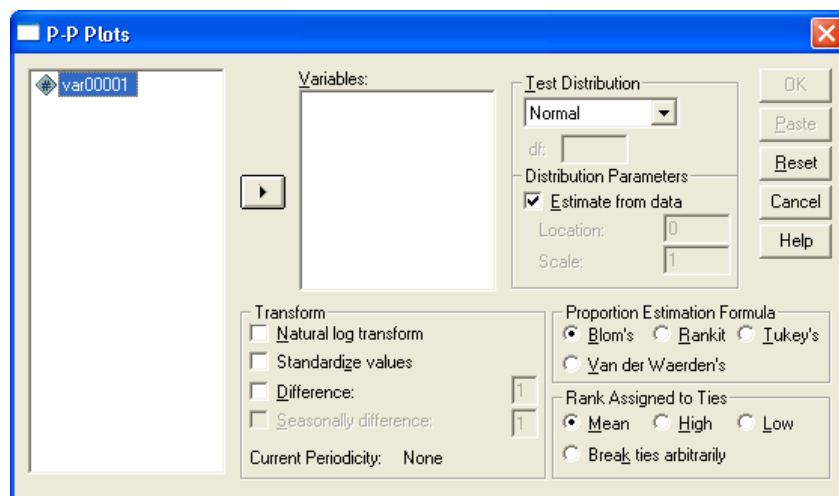 P-P Plots
var00001
Variables:
Test Distribution
Normal
df:
Distribution Parameters
Estimate from data
Location: 0
Scale: 1
OK
Paste
Reset
Cancel
Help
Transform
Natural log transform
Standardize values
Difference: 1
Seasonally difference: 1
Current Periodicity: None
Proportion Estimation Formula
Blom's Rankit Tukey's
Van der Waerden's
Rank Assigned to Ties
Mean High Low
Break ties arbitrarily